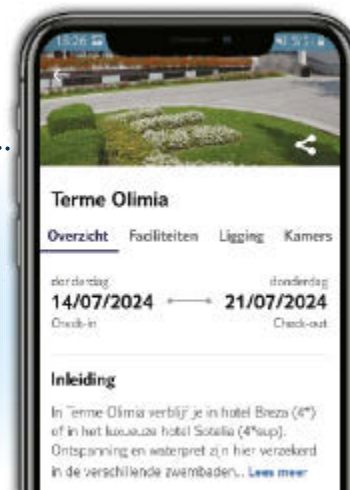 18:26
Terme Olimia
Overzicht Faciliteiten Ligging Kamers
donderdag donderdag
14/07/2024 21/07/2024
Check-in Check-out
Inleiding
In Terme Olimia verblijf je in hotel Breza (4*)
of in het luxueuze hotel Sotelia (4*sup).
Ontspanning en waterpret zijn hier verzekerd
in de verschillende zwembaden... Lees meer